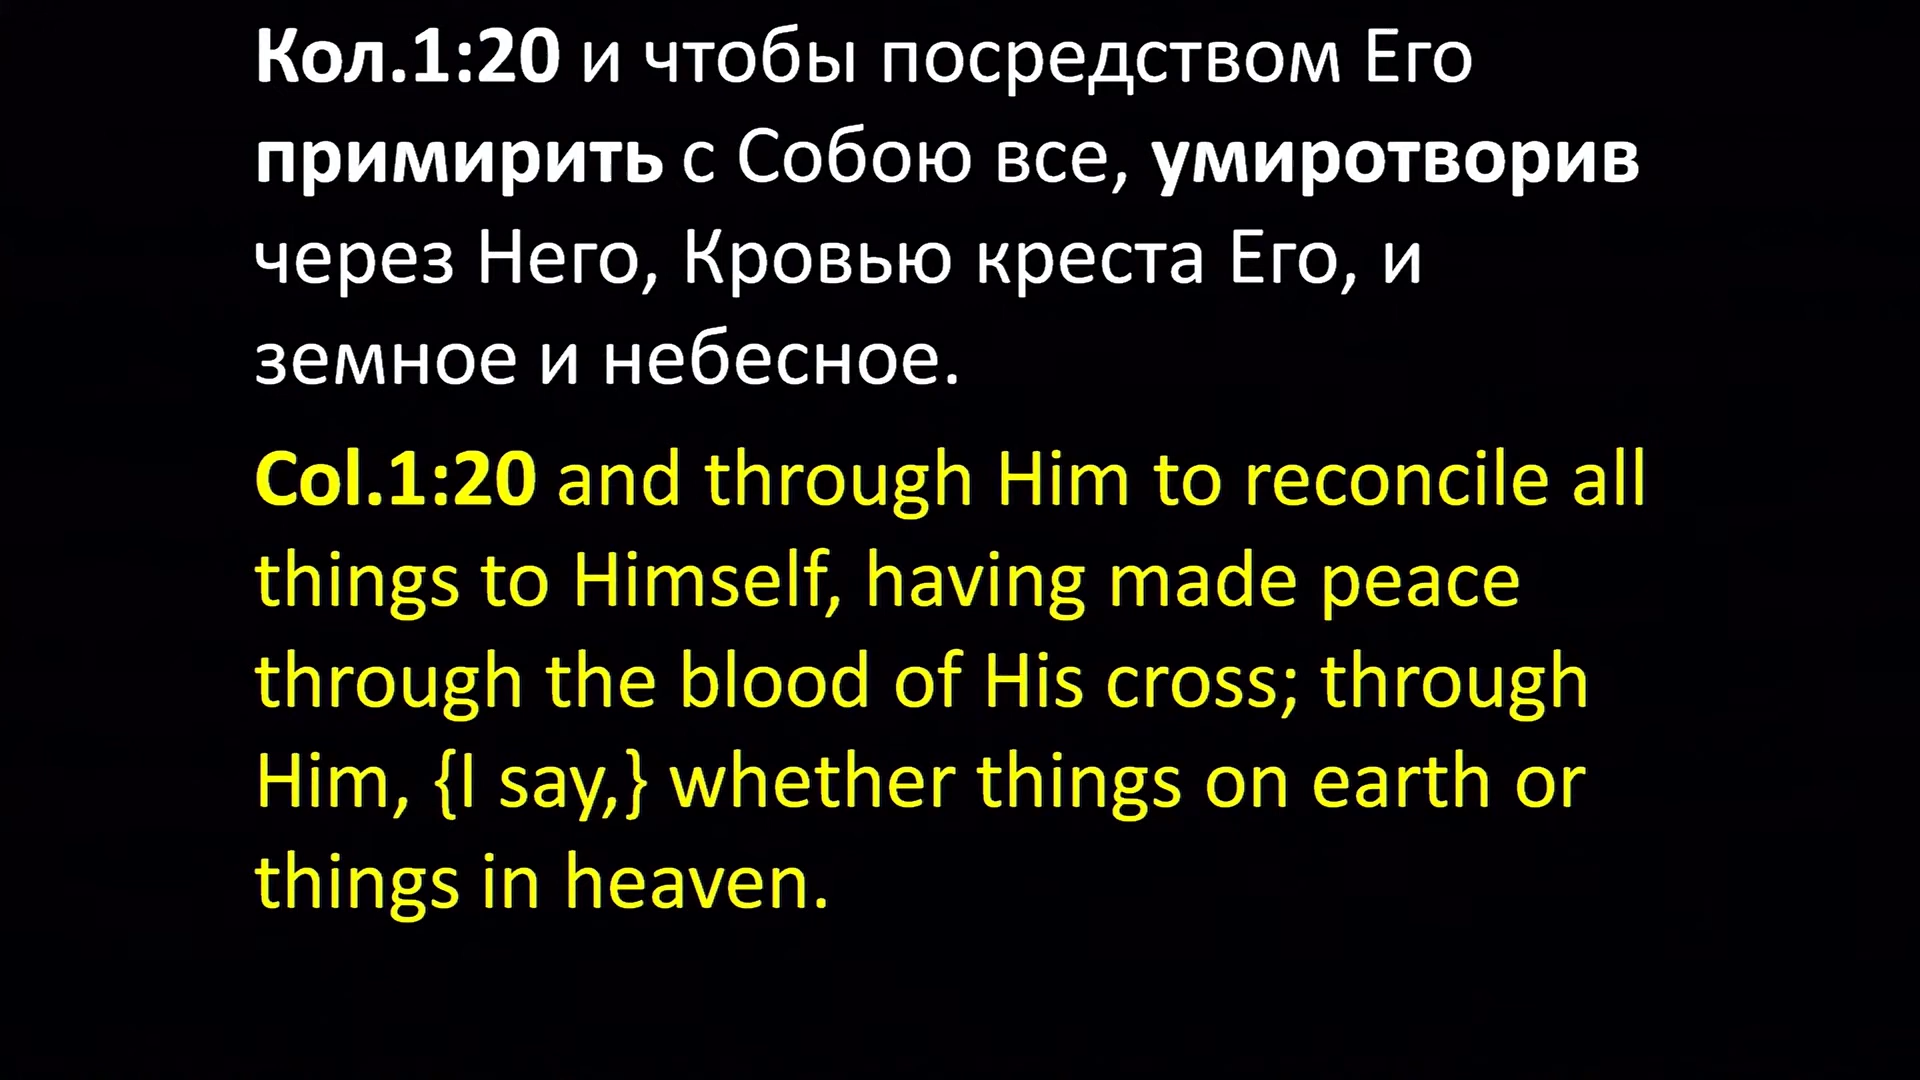 Кол.1:20 и чтобы посредством Его
примирить с Собою все, умиротворив
через Него, Кровью креста Его, и
земное и небесное.
Col.1:20 and through Him to reconcile all
things to Himself, having made peace
through the blood of His cross; through
Him, {I say,} whether things on earth or
things in heaven.